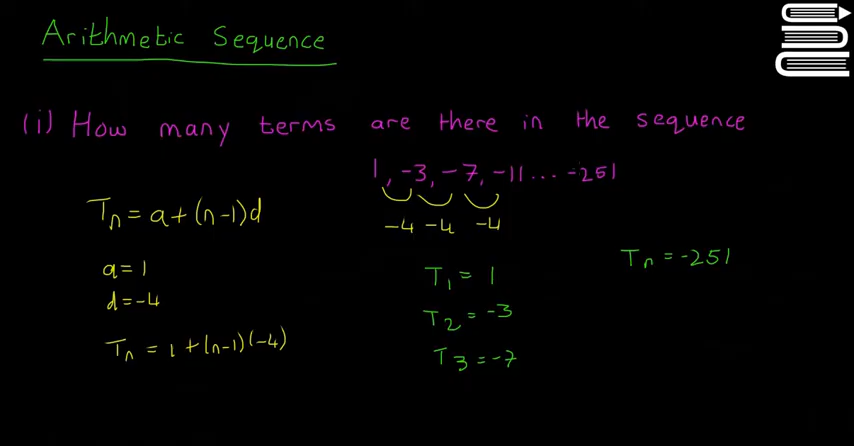 Arithmetic Sequence
(i) How many terms are there in the sequence
1, -3, -7, -11 ... -251
-4 -4 -4
Tn = a + (n-1)d
a = 1
d = -4
Tn = 1 + (n-1)(-4)
T1 = 1
T2 = -3
T3 = -7
Tn = -251